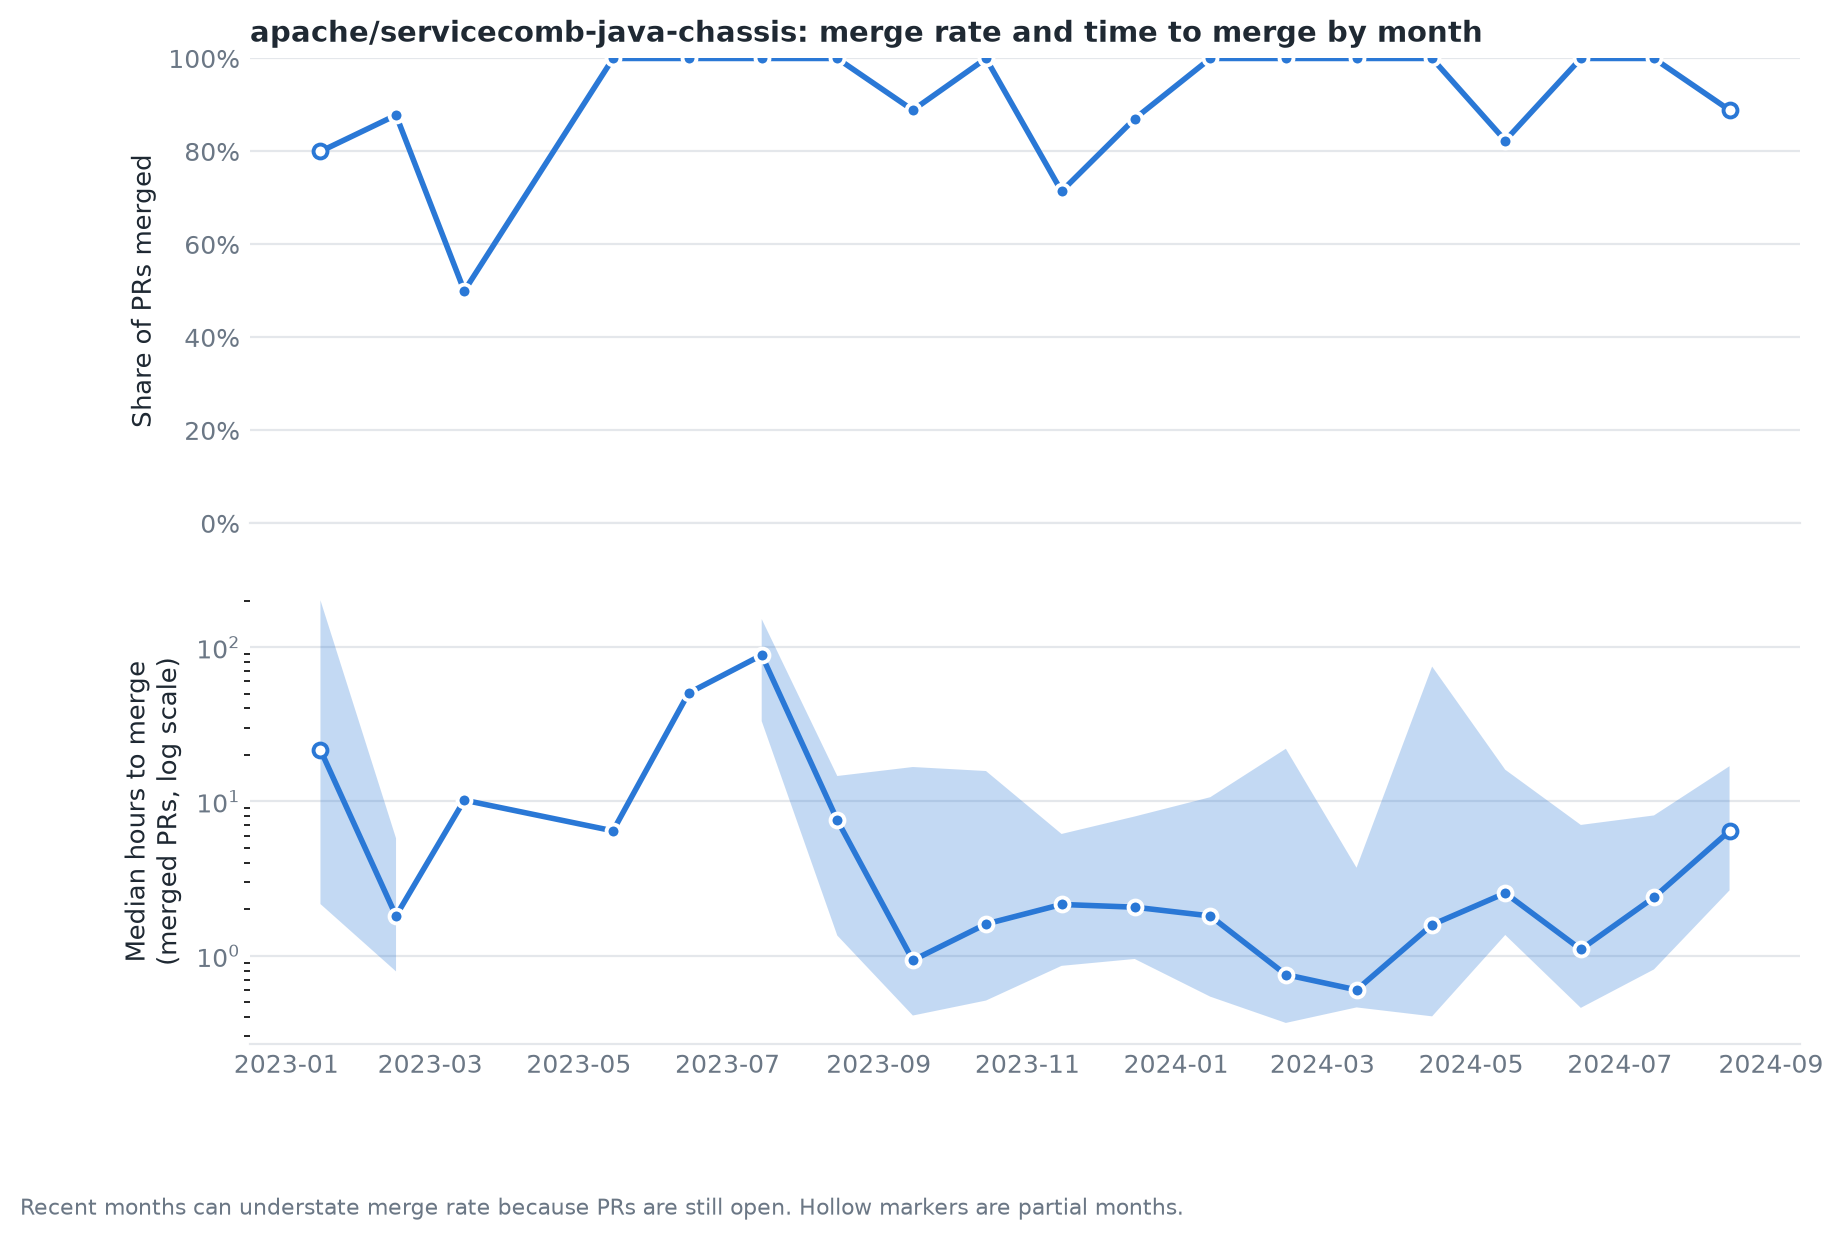 apache/servicecomb-java-chassis: merge rate and time to merge by month
Share of PRs merged
100%
80%
60%
40%
20%
0%
Median hours to merge
(merged PRs, log scale)
10²
10¹
10⁰
2023-01 2023-03 2023-05 2023-07 2023-09 2023-11 2024-01 2024-03 2024-05 2024-07 2024-09
Recent months can understate merge rate because PRs are still open. Hollow markers are partial months.